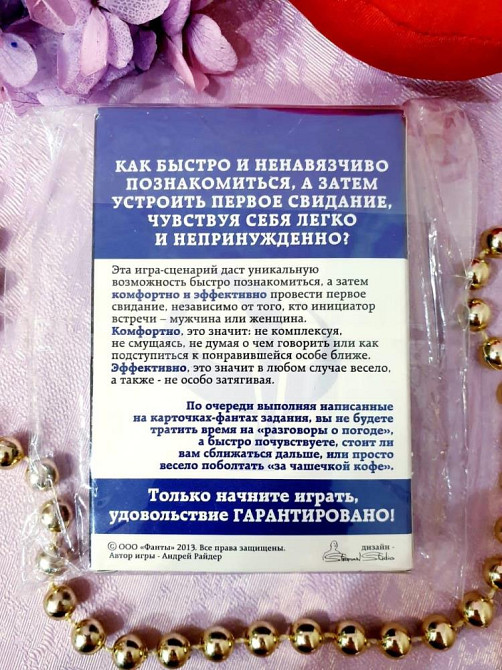 КАК БЫСТРО И НЕНАВЯЗЧИВО
ПОЗНАКОМИТЬСЯ, А ЗАТЕМ
УСТРОИТЬ ПЕРВОЕ СВИДАНИЕ,
ЧУВСТВУЯ СЕБЯ ЛЕГКО
И НЕПРИНУЖДЕННО?
Эта игра-сценарий даст уникальную
возможность быстро познакомиться, а затем
комфортно и эффективно провести первое
свидание, независимо от того, кто инициатор
встречи – мужчина или женщина.
Комфортно, это значит: не комплексуя,
не смущаясь, не думая о чем говорить или как
подступиться к понравившейся особе ближе.
Эффективно, это значит в любом случае весело,
а также - не особо затягивая.
По очереди выполняя написанные
на карточках-фантах задания, вы не будете
тратить время на «разговоры о погоде»,
а быстро почувствуете, стоит ли
вам сближаться дальше, или просто
весело поболтать «за чашечкой кофе».
Только начните играть,
удовольствие ГАРАНТИРОВАНО!
© ООО «Фанты» 2013. Все права защищены.
Автор игры - Андрей Райдер
дизайн -